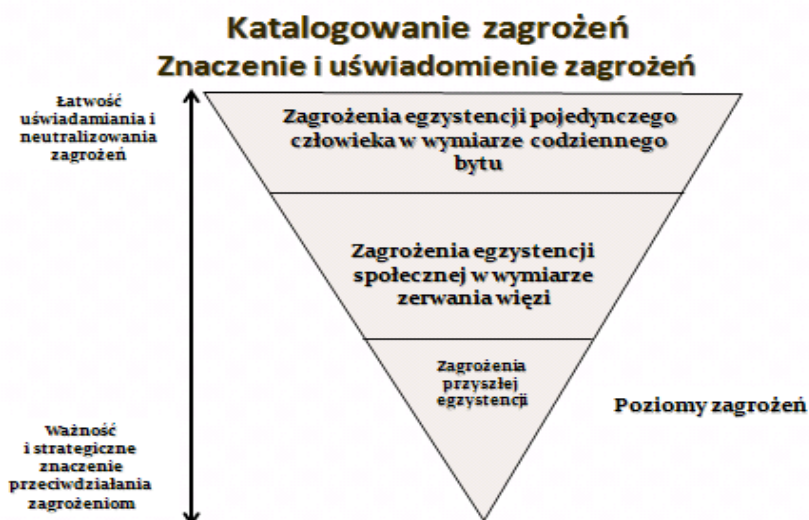 Katalogowanie zagrożeń
Znaczenie i uświadomienie zagrożeń
Łatwość
uświadamiania i
neutralizowania
zagrożeń
Zagrożenia egzystencji pojedynczego
człowieka w wymiarze codziennego
bytu
Zagrożenia egzystencji
społecznej w wymiarze
zerwania więzi
Zagrożenia
przyszłej
egzystencji
Poziomy zagrożeń
Ważność
i strategiczne
znaczenie
przeciwdziałania
zagrożeniom